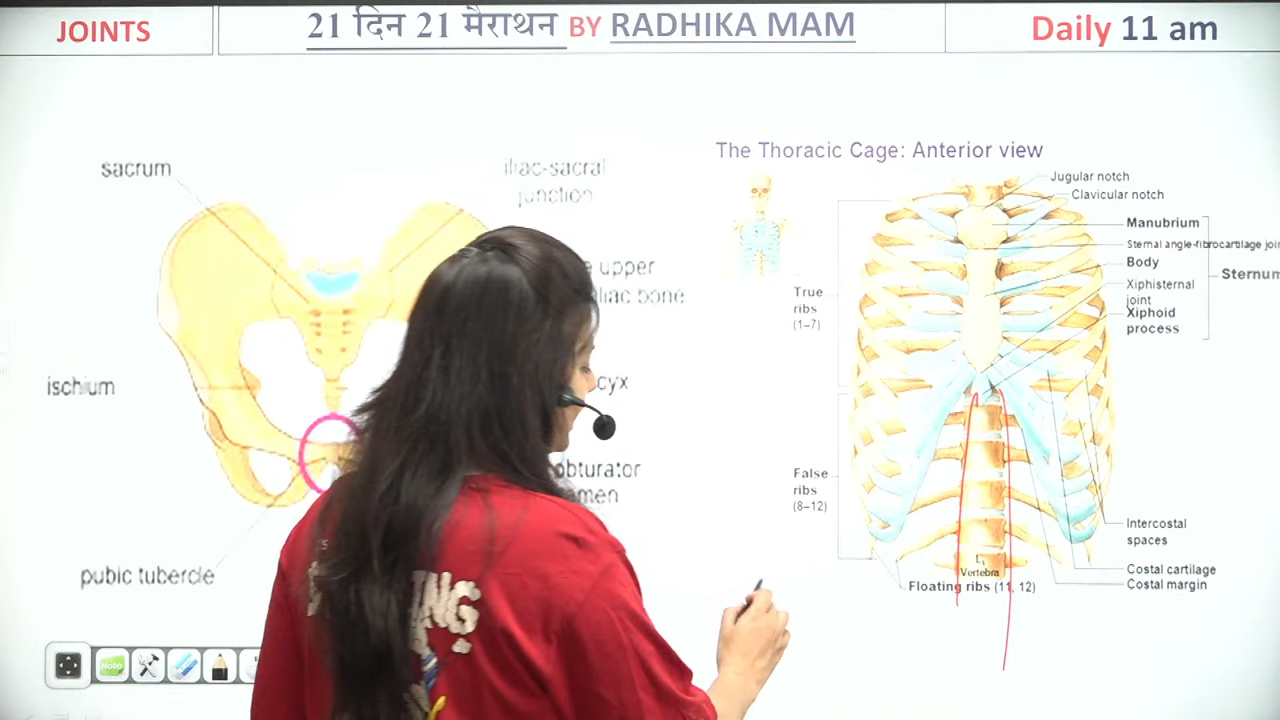 JOINTS
21 दिन 21 मैराथन BY RADHIKA MAM
Daily 11 am
sacrum
iliac-sacral
junction
upper
iliac bone
ischium
cyx
obturator
pubic tubercle
The Thoracic Cage: Anterior view
Jugular notch
Clavicular notch
Manubrium
Sternal angle-fibrocartilage join
Body
Sternum
Xiphisternal
joint
Xiphoid
process
True
ribs
(1–7)
False
ribs
(8–12)
Intercostal
spaces
L1
Vertebra
Costal cartilage
Floating ribs (11, 12)
Costal margin
Note